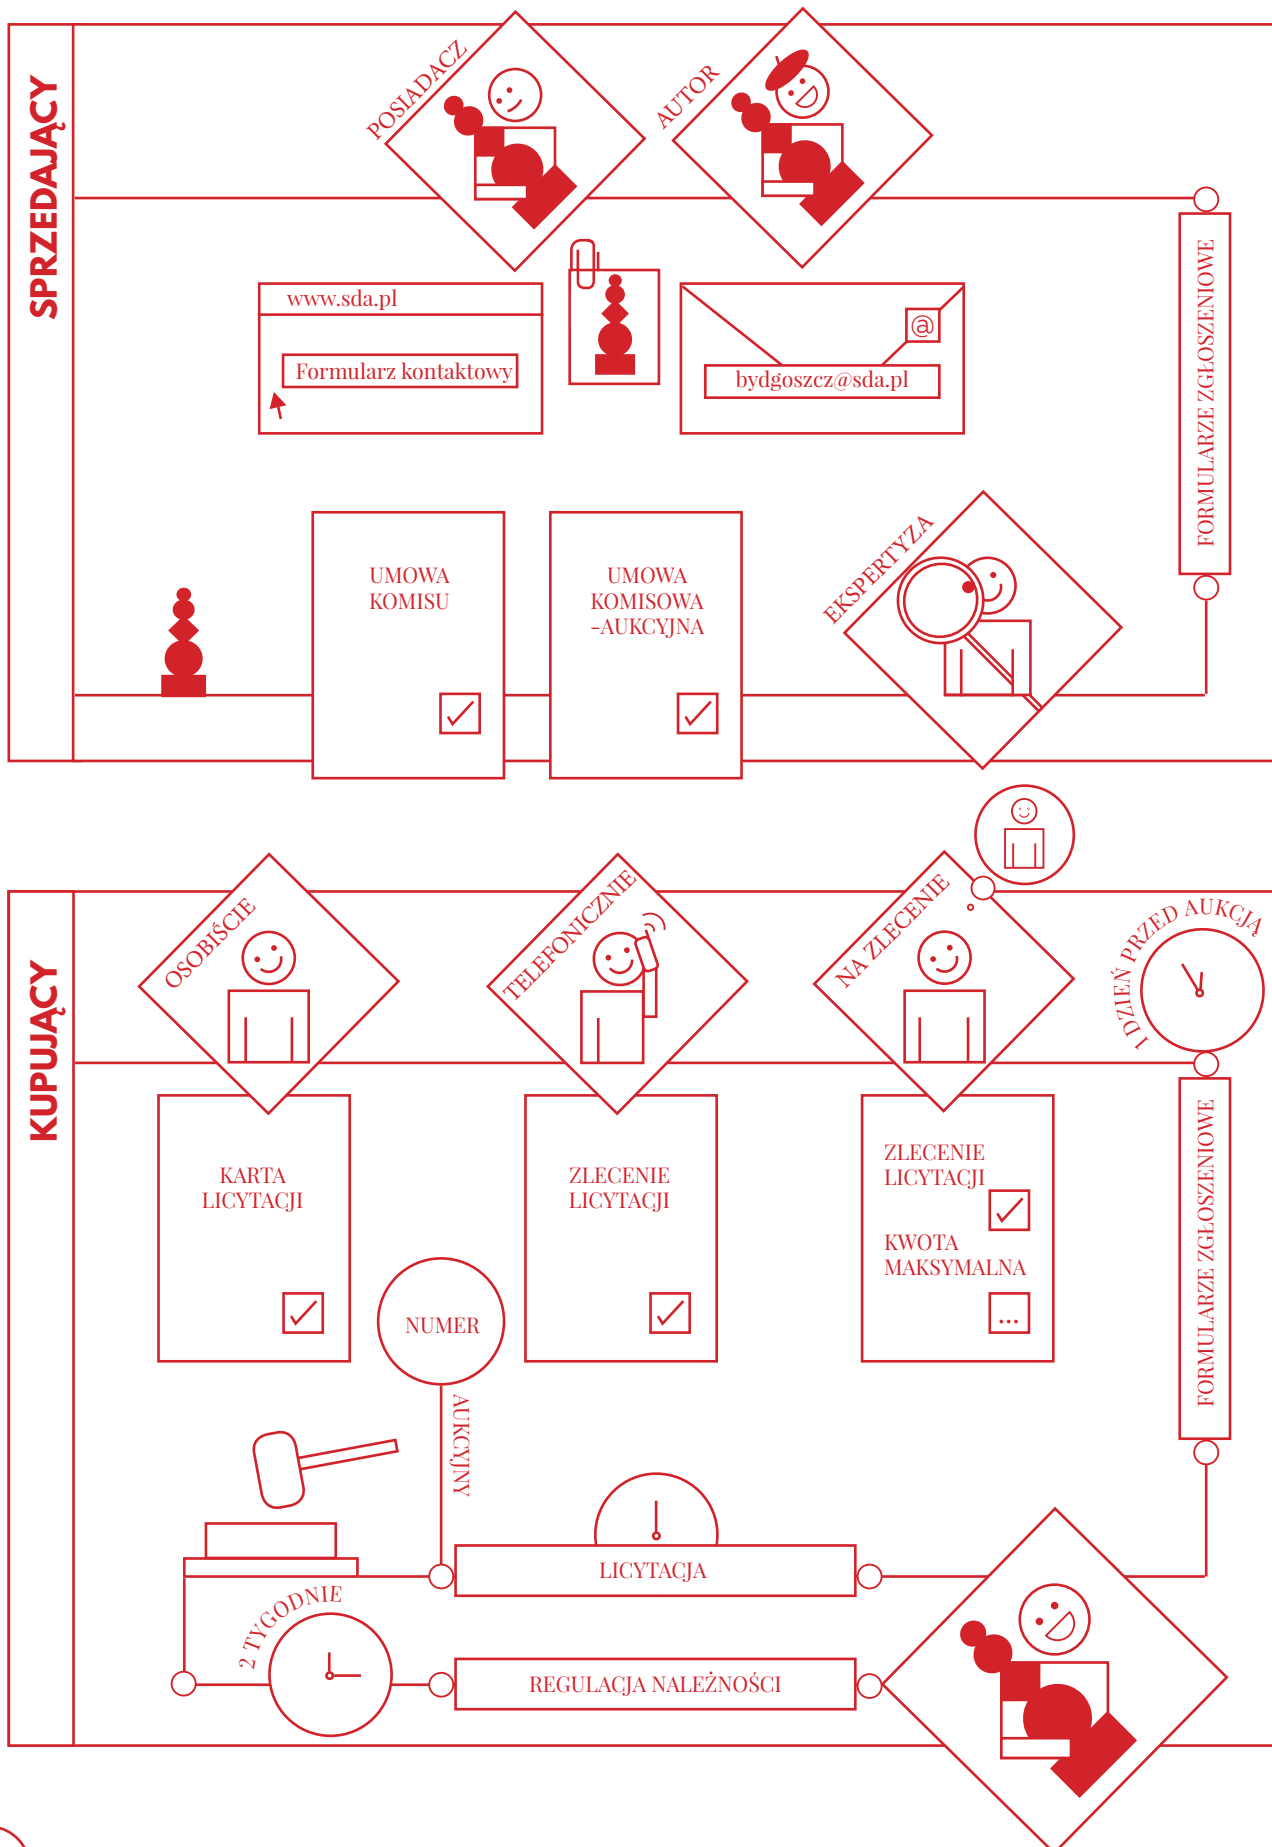 SPRZEDAJĄCY
POSIADACZ
AUTOR
www.sda.pl
Formularz kontaktowy
@
bydgoszcz@sda.pl
FORMULARZE ZGŁOSZENIOWE
UMOWA
KOMISU
UMOWA
KOMISOWA
-AUKCYJNA
EKSPERTYZA
KUPUJĄCY
OSOBIŚCIE
TELEFONICZNIE
NA ZLECENIE
1 DZIEŃ PRZED AUKCJĄ
KARTA
LICYTACJI
ZLECENIE
LICYTACJI
ZLECENIE
LICYTACJI
KWOTA
MAKSYMALNA
...
FORMULARZE ZGŁOSZENIOWE
NUMER
AUKCYJNY
LICYTACJA
2 TYGODNIE
REGULACJA NALEŻNOŚCI